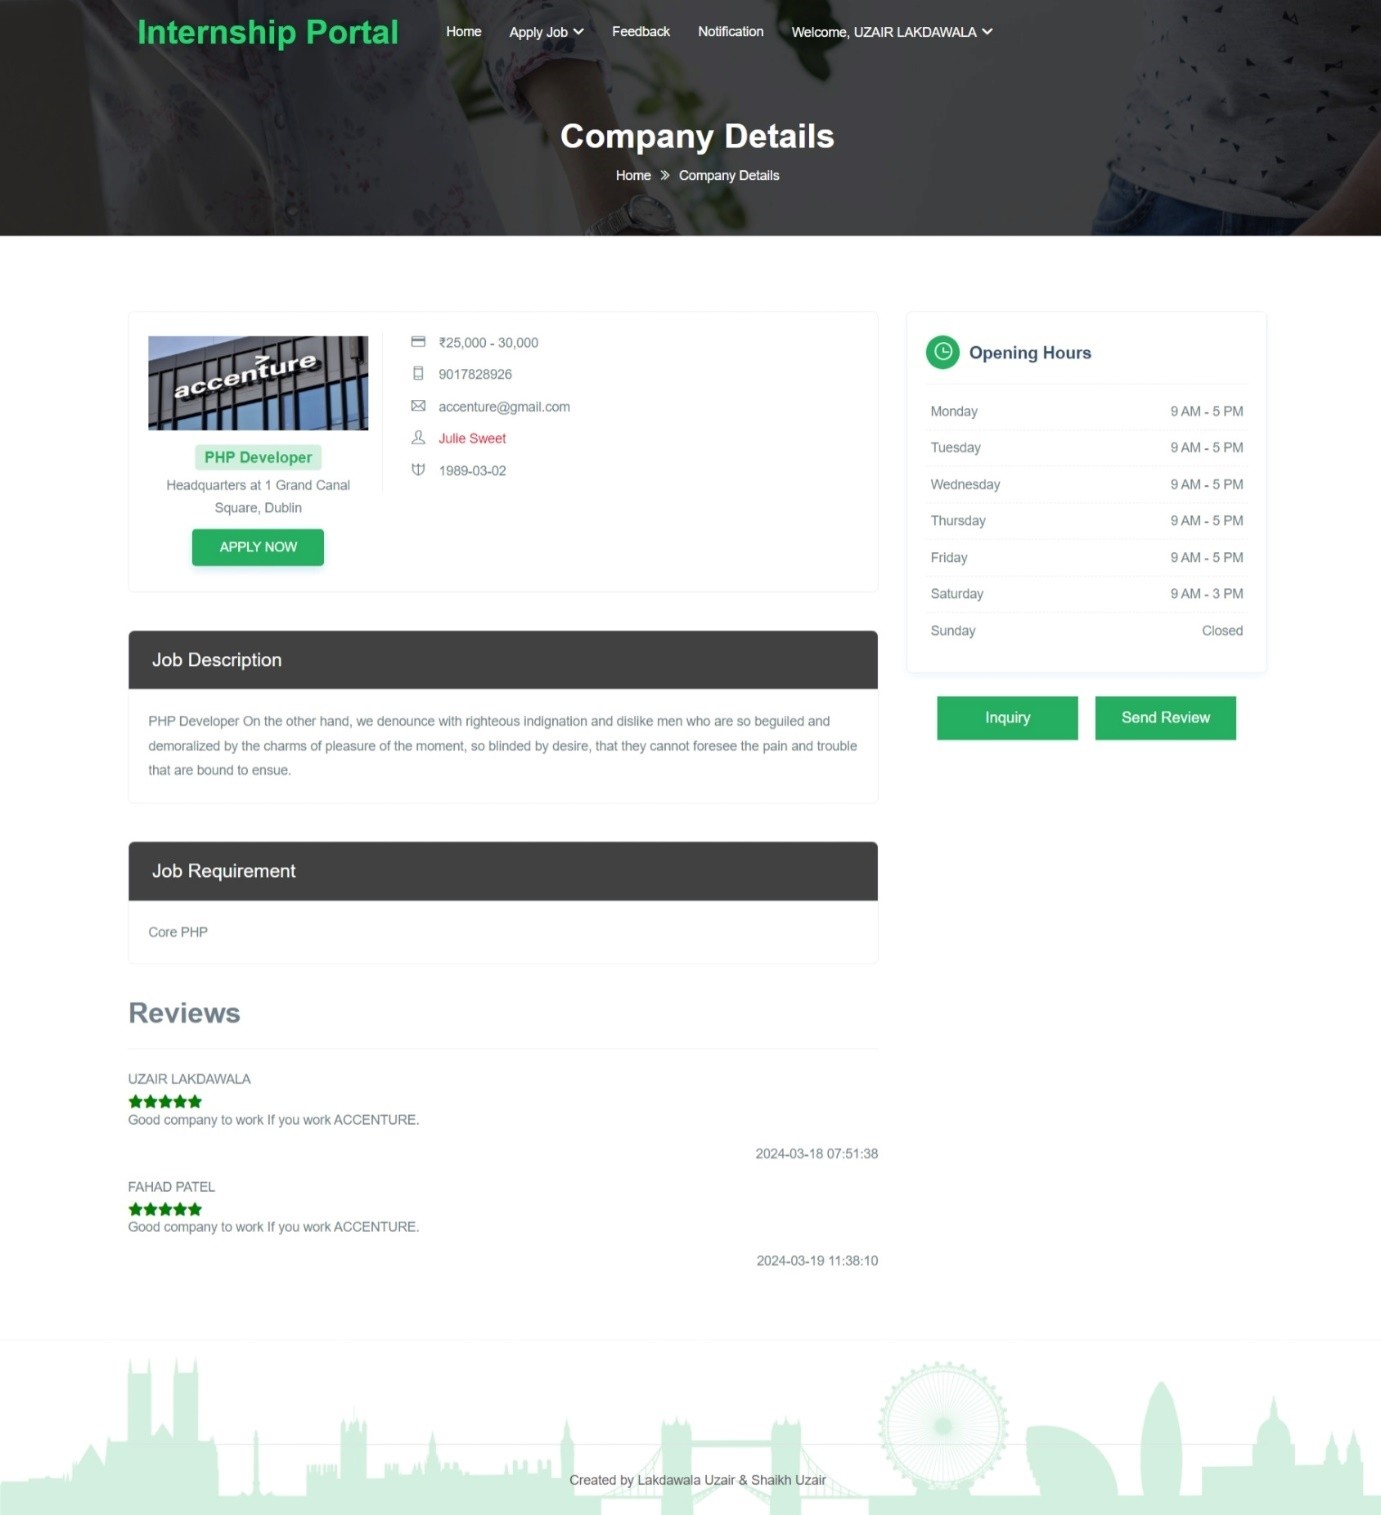 Internship Portal
Home
Apply Job
Feedback
Notification
Welcome, UZAIR LAKDAWALA
Company Details
Home
Company Details
accenture
PHP Developer
Headquarters at 1 Grand Canal
Square, Dublin
APPLY NOW
₹25,000 - 30,000
9017828926
accenture@gmail.com
Julie Sweet
1989-03-02
Opening Hours
Monday 9 AM - 5 PM
Tuesday 9 AM - 5 PM
Wednesday 9 AM - 5 PM
Thursday 9 AM - 5 PM
Friday 9 AM - 5 PM
Saturday 9 AM - 3 PM
Sunday Closed
Inquiry
Send Review
Job Description
PHP Developer On the other hand, we denounce with righteous indignation and dislike men who are so beguiled and
demoralized by the charms of pleasure of the moment, so blinded by desire, that they cannot foresee the pain and trouble
that are bound to ensue.
Job Requirement
Core PHP
Reviews
UZAIR LAKDAWALA
Good company to work If you work ACCENTURE.
2024-03-18 07:51:38
FAHAD PATEL
Good company to work If you work ACCENTURE.
2024-03-19 11:38:10
Created by Lakdawala Uzair & Shaikh Uzair